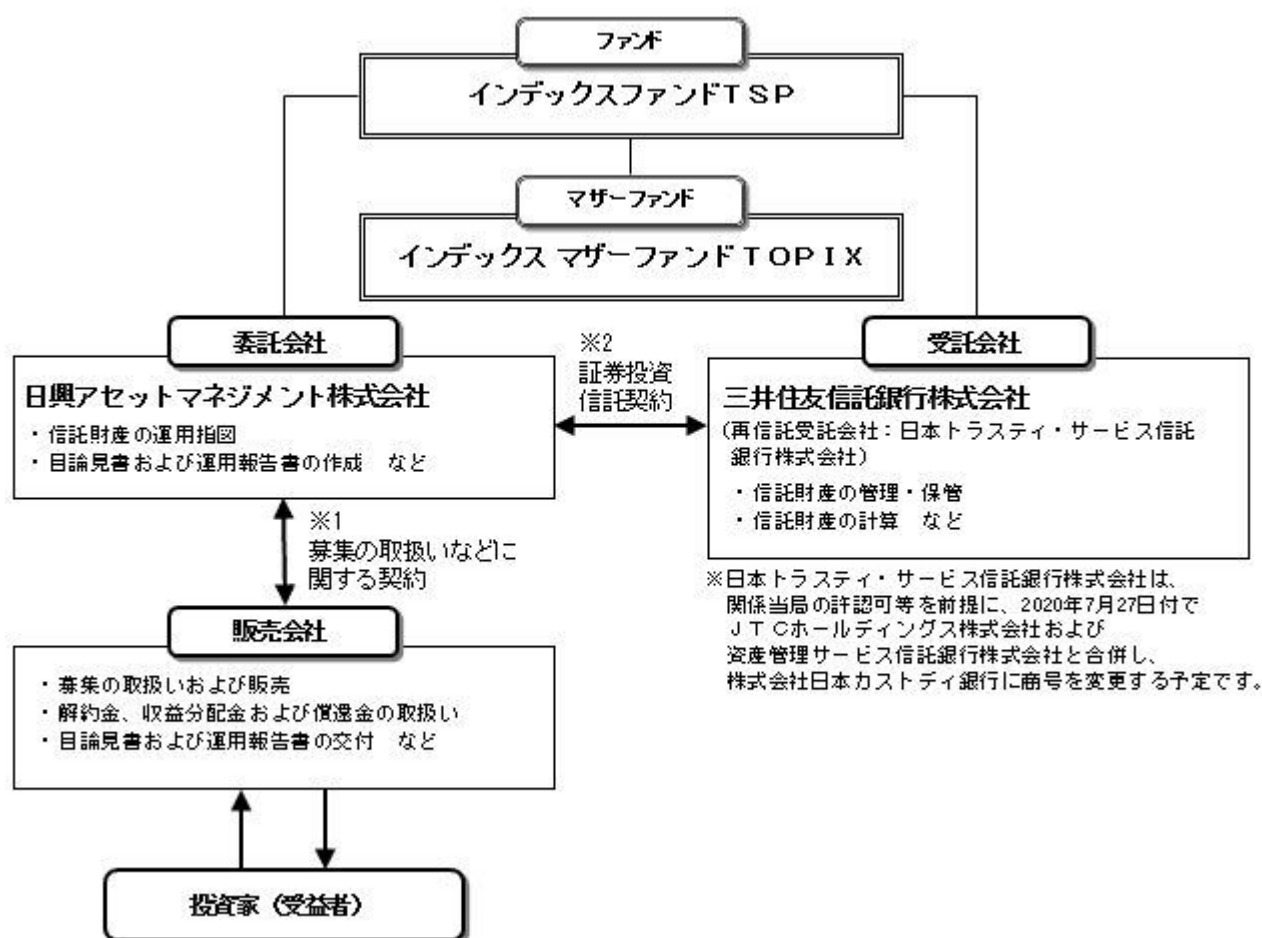 ファンド
インデックスファンドＴＳＰ
マザーファンド
インデックス マザーファンドＴＯＰＩＸ
委託会社
日興アセットマネジメント株式会社
・信託財産の運用指図
・目論見書および運用報告書の作成　など
※2
証券投資
信託契約
受託会社
三井住友信託銀行株式会社
(再信託受託会社：日本トラスティ・サービス信託
銀行株式会社)
・信託財産の管理・保管
・信託財産の計算　など
※1
募集の取扱いなどに
関する契約
※日本トラスティ・サービス信託銀行株式会社は、
関係当局の許認可等を前提に、2020年7月27日付で
ＪＴＣホールディングス株式会社および
資産管理サービス信託銀行株式会社と合併し、
株式会社日本カストディ銀行に商号を変更する予定です。
販売会社
・募集の取扱いおよび販売
・解約金、収益分配金および償還金の取扱い
・目論見書および運用報告書の交付　など
投資家（受益者）